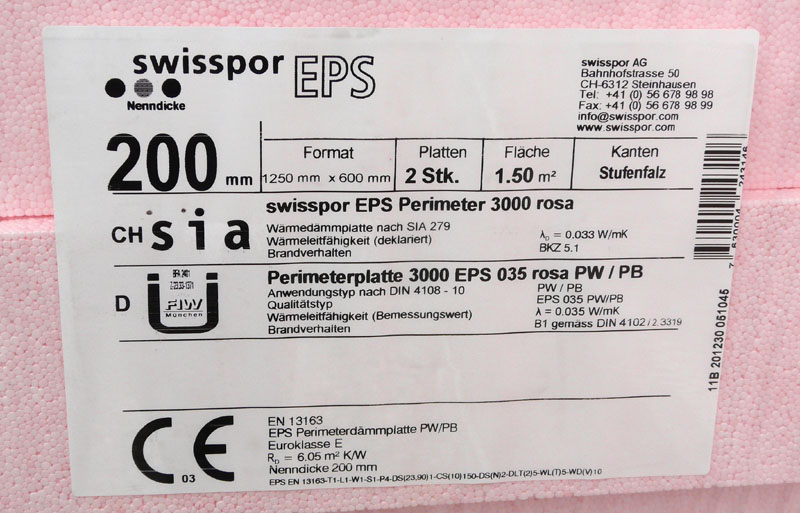 swisspor EPS
Nenndicke
swisspor AG
Bahnhofstrasse 50
CH-6312 Steinhausen
Tel: +41 (0) 56 678 98 98
Fax: +41 (0) 56 678 98 99
info@swisspor.com
www.swisspor.com
200 mm
Format
1250 mm x 600 mm
Platten
2 Stk.
Fläche
1.50 m²
Kanten
Stufenfalz
CH sia
swisspor EPS Perimeter 3000 rosa
Wärmedämmplatte nach SIA 279
Wärmeleitfähigkeit (deklariert) λD = 0.033 W/mK
Brandverhalten BKZ 5.1
D
FIW
München
Perimeterplatte 3000 EPS 035 rosa PW / PB
Anwendungstyp nach DIN 4108 - 10 PW / PB
Qualitätstyp EPS 035 PW/PB
Wärmeleitfähigkeit (Bemessungswert) λ = 0.035 W/mK
Brandverhalten B1 gemäss DIN 4102 / 2.3319
CE
03
EN 13163
EPS Perimeterdämmplatte PW/PB
Euroklasse E
RD = 6.05 m² K/W
Nenndicke 200 mm
EPS EN 13163-T1-L1-W1-S1-P4-DS(23,90)1-CS(10)150-DS(N)2-DLT(2)5-WL(T)5-WD(V)10
11B 201230 051045